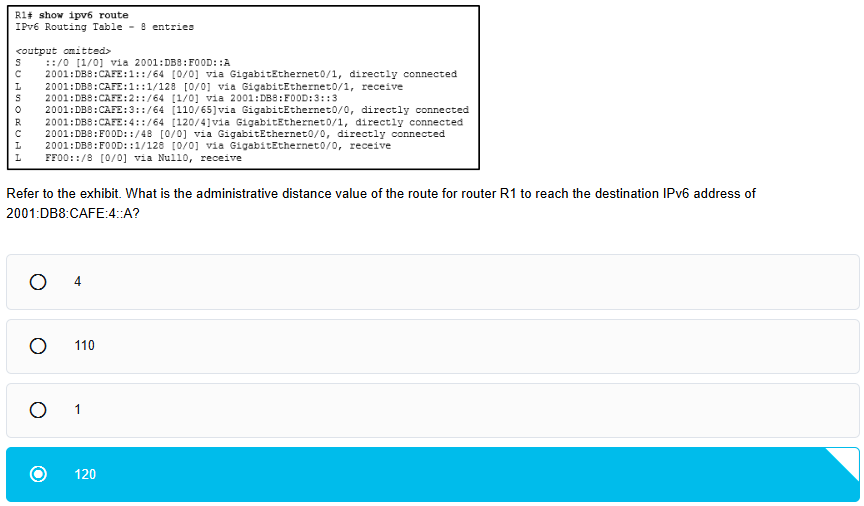 R1# show ipv6 route
IPv6 Routing Table - 8 entries
<output omitted>
S ::/0 [1/0] via 2001:DB8:F00D::A
C 2001:DB8:CAFE:1::/64 [0/0] via GigabitEthernet0/1, directly connected
L 2001:DB8:CAFE:1::1/128 [0/0] via GigabitEthernet0/1, receive
S 2001:DB8:CAFE:2::/64 [1/0] via 2001:DB8:F00D:3::3
O 2001:DB8:CAFE:3::/64 [110/65]via GigabitEthernet0/0, directly connected
R 2001:DB8:CAFE:4::/64 [120/4]via GigabitEthernet0/1, directly connected
C 2001:DB8:F00D::/48 [0/0] via GigabitEthernet0/0, directly connected
L 2001:DB8:F00D::1/128 [0/0] via GigabitEthernet0/0, receive
L FF00::/8 [0/0] via Null0, receive
Refer to the exhibit. What is the administrative distance value of the route for router R1 to reach the destination IPv6 address of
2001:DB8:CAFE:4::A?
4
110
1
120